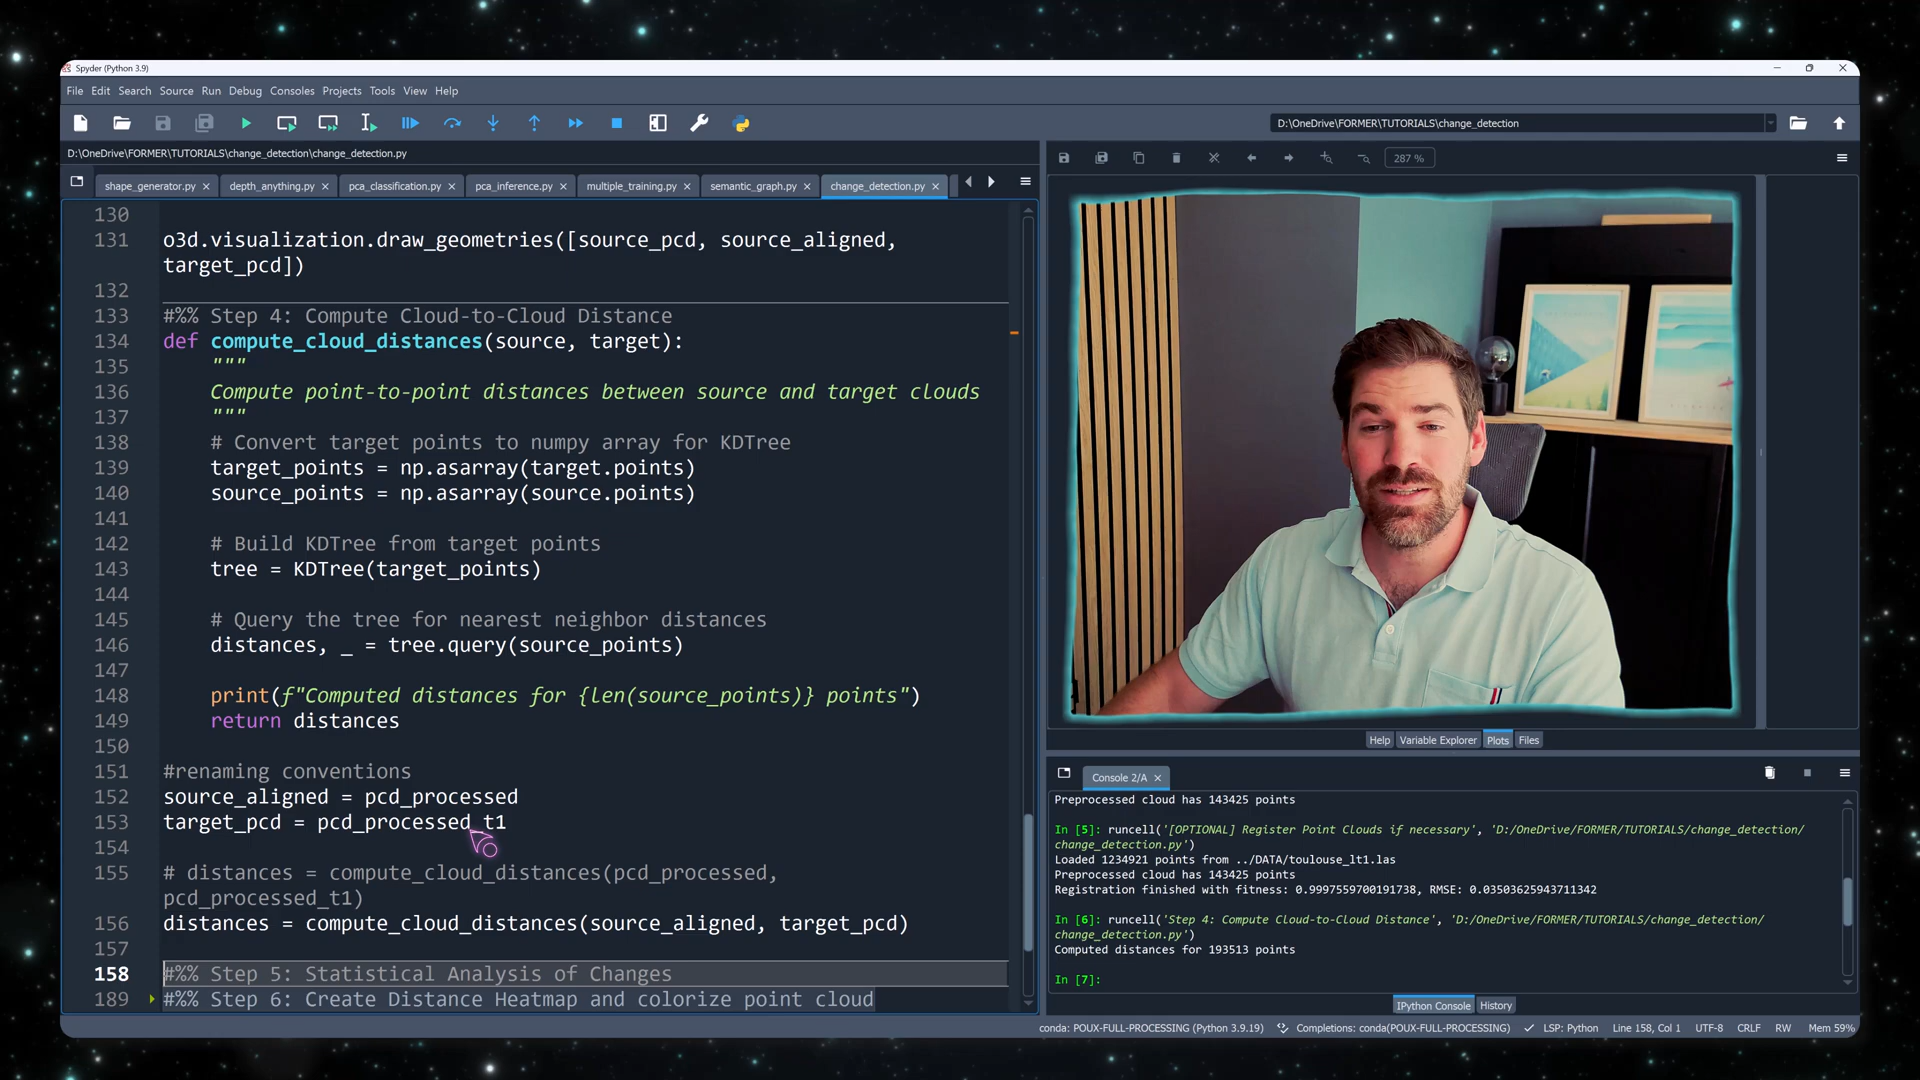 Spyder (Python 3.9)
File Edit Search Source Run Debug Consoles Projects Tools View Help
D:\OneDrive\FORMER\TUTORIALS\change_detection
D:\OneDrive\FORMER\TUTORIALS\change_detection\change_detection.py
287 %
shape_generator.py depth_anything.py pca_classification.py pca_inference.py multiple_training.py semantic_graph.py change_detection.py
130
131 o3d.visualization.draw_geometries([source_pcd, source_aligned,
target_pcd])
132
133 #%% Step 4: Compute Cloud-to-Cloud Distance
134 def compute_cloud_distances(source, target):
135 """
136 Compute point-to-point distances between source and target clouds
137 """
138 # Convert target points to numpy array for KDTree
139 target_points = np.asarray(target.points)
140 source_points = np.asarray(source.points)
141
142 # Build KDTree from target points
143 tree = KDTree(target_points)
144
145 # Query the tree for nearest neighbor distances
146 distances, _ = tree.query(source_points)
147
148 print(f"Computed distances for {len(source_points)} points")
149 return distances
150
151 #renaming conventions
152 source_aligned = pcd_processed
153 target_pcd = pcd_processed_t1
154
155 # distances = compute_cloud_distances(pcd_processed,
pcd_processed_t1)
156 distances = compute_cloud_distances(source_aligned, target_pcd)
157
158 #%% Step 5: Statistical Analysis of Changes
189 #%% Step 6: Create Distance Heatmap and colorize point cloud
Help Variable Explorer Plots Files
Console 2/A
Preprocessed cloud has 143425 points
In [5]: runcell('[OPTIONAL] Register Point Clouds if necessary', 'D:/OneDrive/FORMER/TUTORIALS/change_detection/
change_detection.py')
Loaded 1234921 points from ../DATA/toulouse_lt1.las
Preprocessed cloud has 143425 points
Registration finished with fitness: 0.9997559700191738, RMSE: 0.03503625943711342
In [6]: runcell('Step 4: Compute Cloud-to-Cloud Distance', 'D:/OneDrive/FORMER/TUTORIALS/change_detection/
change_detection.py')
Computed distances for 193513 points
In [7]:
IPython Console History
conda: POUX-FULL-PROCESSING (Python 3.9.19) Completions: conda(POUX-FULL-PROCESSING) LSP: Python Line 158, Col 1 UTF-8 CRLF RW Mem 59%